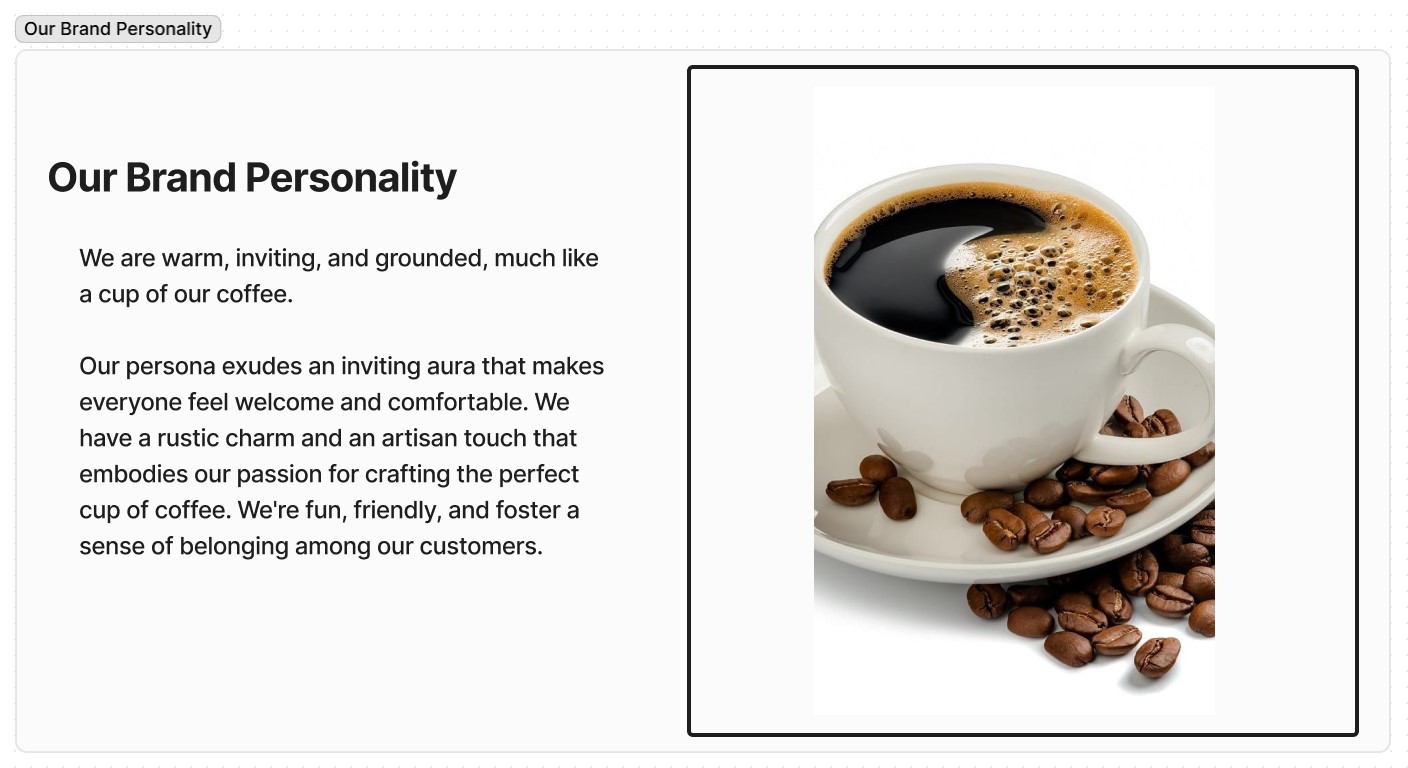 Our Brand Personality
Our Brand Personality
We are warm, inviting, and grounded, much like
a cup of our coffee.
Our persona exudes an inviting aura that makes
everyone feel welcome and comfortable. We
have a rustic charm and an artisan touch that
embodies our passion for crafting the perfect
cup of coffee. We're fun, friendly, and foster a
sense of belonging among our customers.